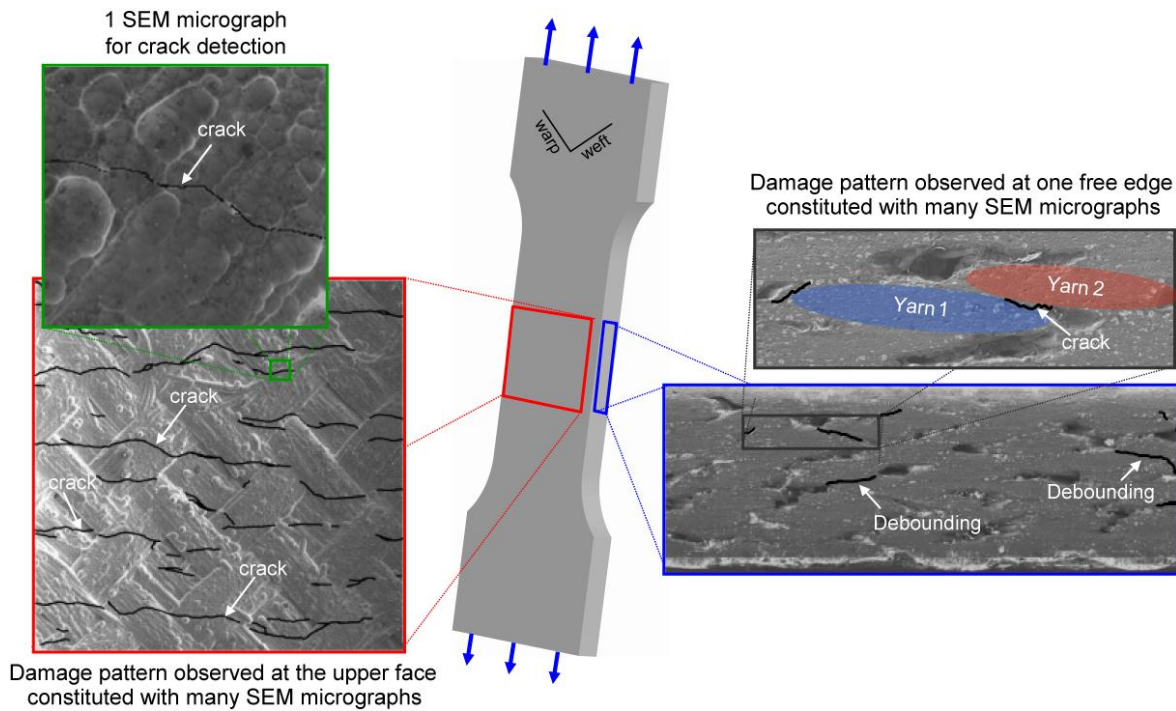 1 SEM micrograph
for crack detection
crack
warp
weft
Damage pattern observed at one free edge
constituted with many SEM micrographs
Yarn 2
Yarn 1
crack
crack
crack
crack
Debounding
Debounding
Damage pattern observed at the upper face
constituted with many SEM micrographs